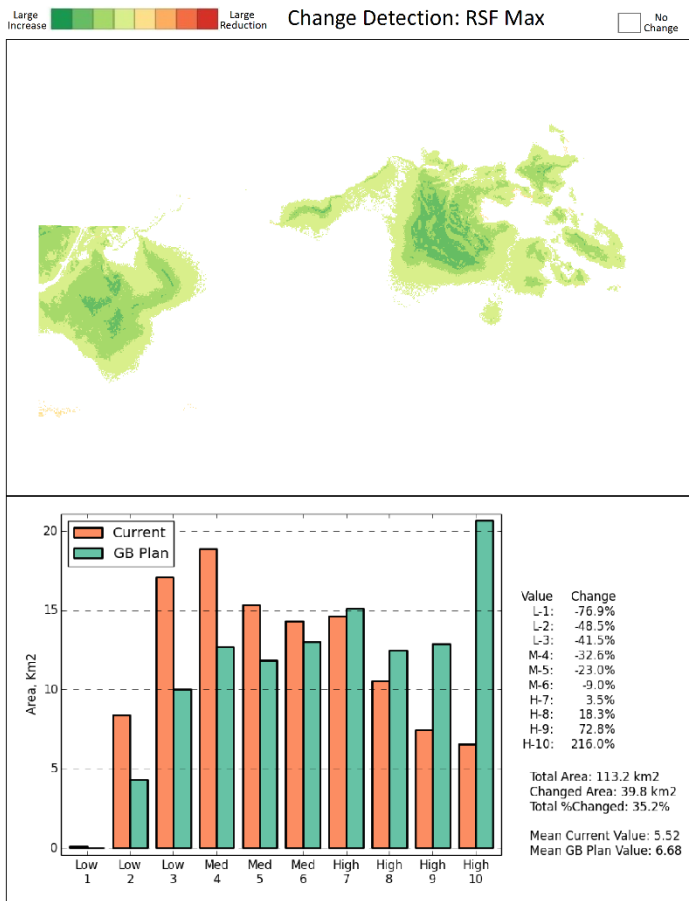 Large
Increase
Large
Reduction
Change Detection: RSF Max
No
Change
20
15
10
5
0
Area, Km2
Current
GB Plan
Low
1
Low
2
Low
3
Med
4
Med
5
Med
6
High
7
High
8
High
9
High
10
Value Change
L-1: -76.9%
L-2: -48.5%
L-3: -41.5%
M-4: -32.6%
M-5: -23.0%
M-6: -9.0%
H-7: 3.5%
H-8: 18.3%
H-9: 72.8%
H-10: 216.0%
Total Area: 113.2 km2
Changed Area: 39.8 km2
Total %Changed: 35.2%
Mean Current Value: 5.52
Mean GB Plan Value: 6.68